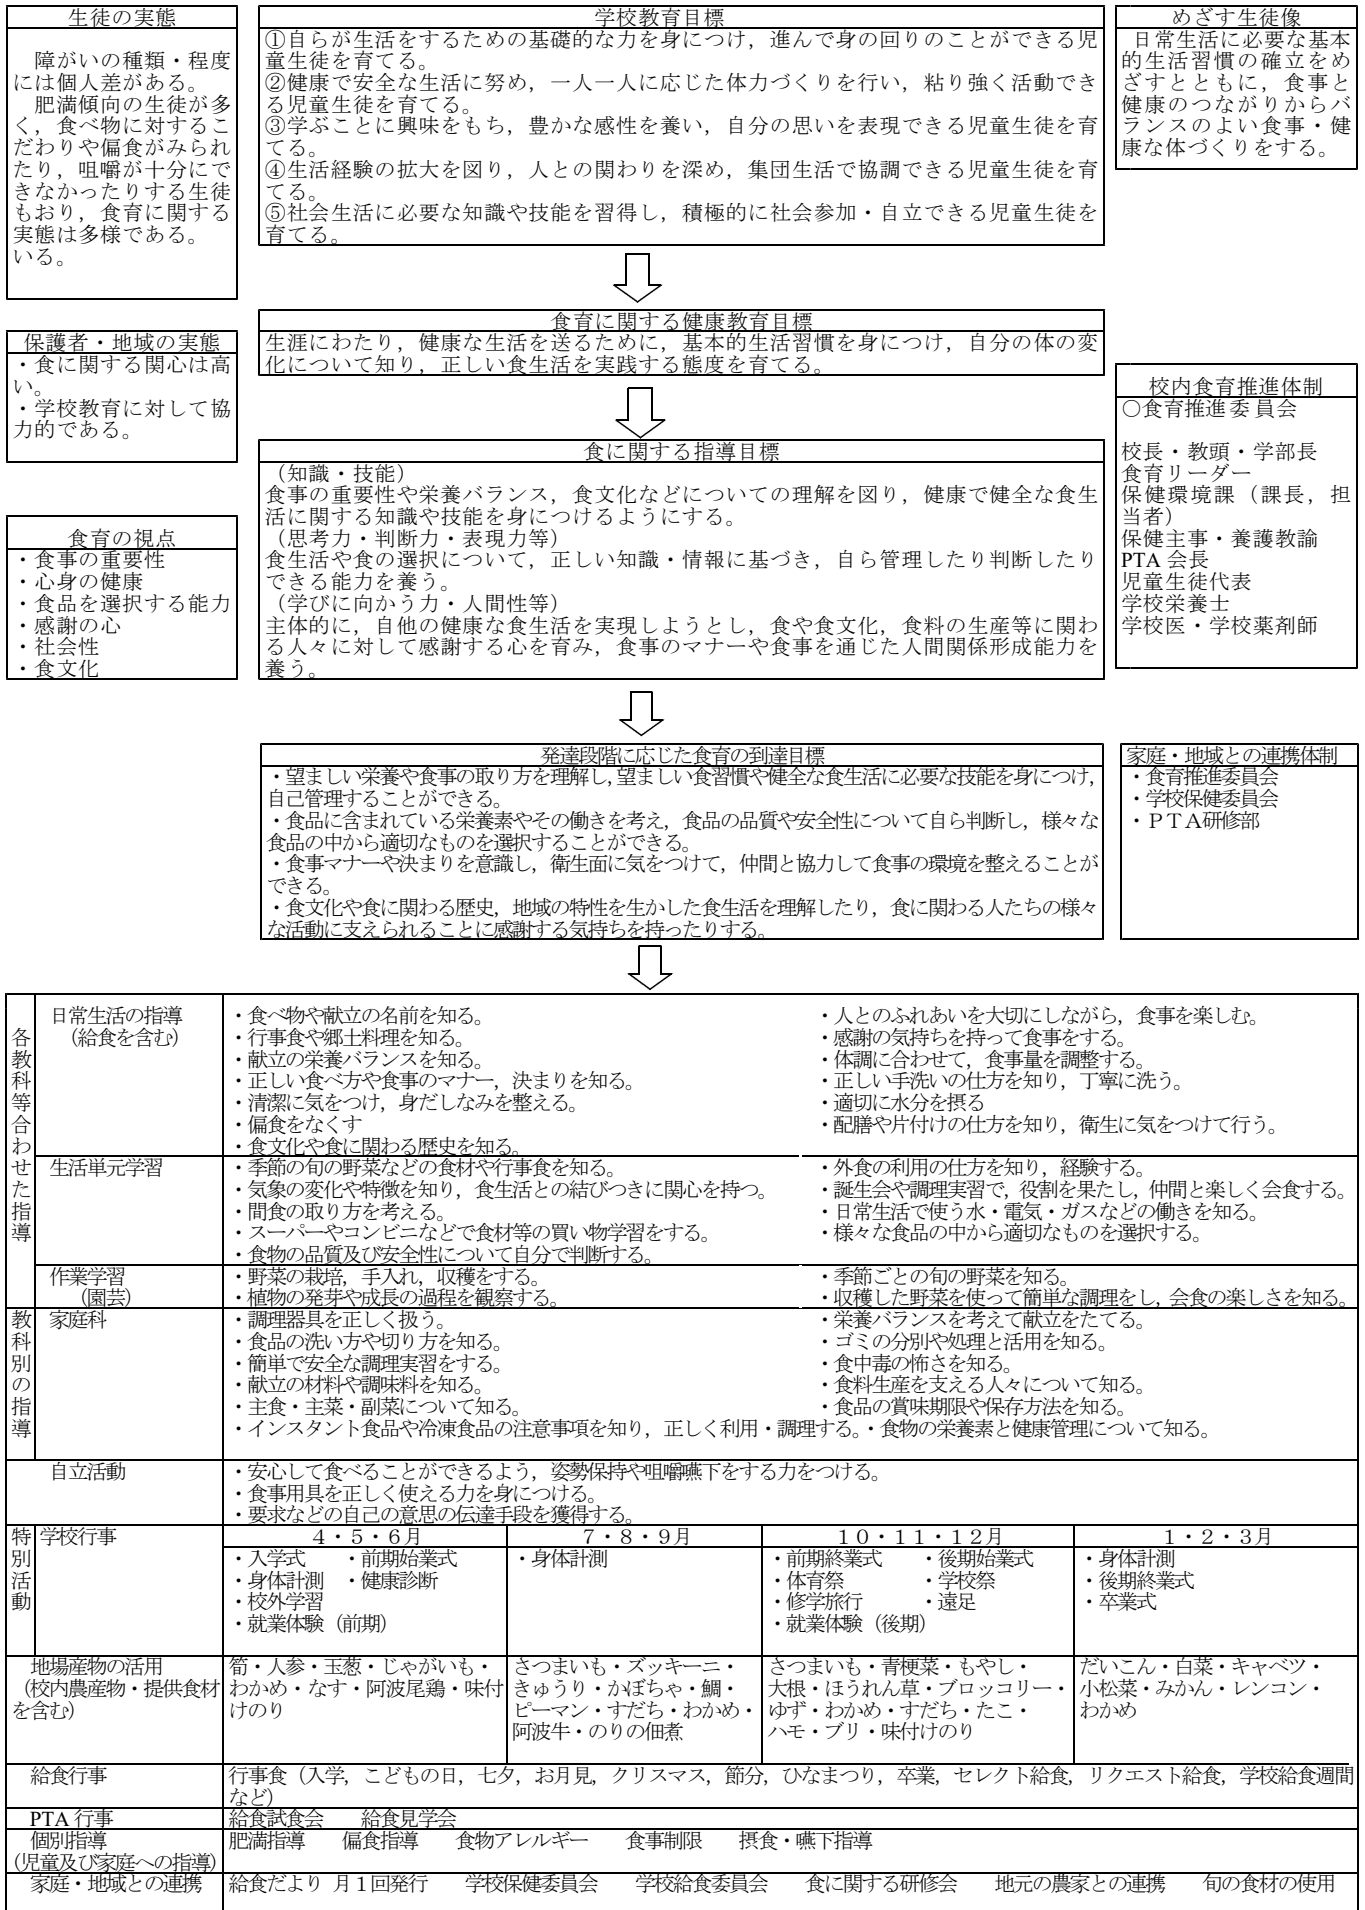 生徒の実態
障がいの種類・程度
には個人差がある。
肥満傾向の生徒が多
く，食べ物に対するこ
だわりや偏食がみられ
たり，咀嚼が十分にで
きなかったりする生徒
もおり，食育に関する
実態は多様である。
いる。
学校教育目標
①自らが生活をするための基礎的な力を身につけ，進んで身の回りのことができる児
童生徒を育てる。
②健康で安全な生活に努め，一人一人に応じた体力づくりを行い，粘り強く活動でき
る児童生徒を育てる。
③学ぶことに興味をもち，豊かな感性を養い，自分の思いを表現できる児童生徒を育
てる。
④生活経験の拡大を図り，人との関わりを深め，集団生活で協調できる児童生徒を育
てる。
⑤社会生活に必要な知識や技能を習得し，積極的に社会参加・自立できる児童生徒を
育てる。
めざす生徒像
日常生活に必要な基本
的生活習慣の確立をめ
ざすとともに，食事と
健康のつながりからバ
ランスのよい食事・健
康な体づくりをする。
保護者・地域の実態
・食に関する関心は高
い。
・学校教育に対して協
力的である。
食育に関する健康教育目標
生涯にわたり，健康な生活を送るために，基本的生活習慣を身につけ，自分の体の変
化について知り，正しい食生活を実践する態度を育てる。
校内食育推進体制
〇食育推進委員会
校長・教頭・学部長
食育リーダー
保健環境課（課長，担
当者）
保健主事・養護教諭
PTA 会長
児童生徒代表
学校栄養士
学校医・学校薬剤師
食育の視点
・食事の重要性
・心身の健康
・食品を選択する能力
・感謝の心
・社会性
・食文化
食に関する指導目標
（知識・技能）
食事の重要性や栄養バランス，食文化などについての理解を図り，健康で健全な食生
活に関する知識や技能を身につけるようにする。
（思考力・判断力・表現力等）
食生活や食の選択について，正しい知識・情報に基づき，自ら管理したり判断したり
できる能力を養う。
（学びに向かう力・人間性等）
主体的に，自他の健康な食生活を実現しようとし，食や食文化，食料の生産等に関わ
る人々に対して感謝する心を育み，食事のマナーや食事を通じた人間関係形成能力を
養う。
発達段階に応じた食育の到達目標
・望ましい栄養や食事の取り方を理解し，望ましい食習慣や健全な食生活に必要な技能を身につけ，
自己管理することができる。
・食品に含まれている栄養素やその働きを考え，食品の品質や安全性について自ら判断し，様々な
食品の中から適切なものを選択することができる。
・食事マナーや決まりを意識し，衛生面に気をつけて，仲間と協力して食事の環境を整えることが
できる。
・食文化や食に関わる歴史，地域の特性を生かした食生活を理解したり，食に関わる人たちの様々
な活動に支えられることに感謝する気持ちを持ったりする。
家庭・地域との連携体制
・食育推進委員会
・学校保健委員会
・ＰＴＡ研修部
各教科等合わせた指導
日常生活の指導
（給食を含む）
・食べ物や献立の名前を知る。
・行事食や郷土料理を知る。
・献立の栄養バランスを知る。
・正しい食べ方や食事のマナー，決まりを知る。
・清潔に気をつけ，身だしなみを整える。
・偏食をなくす
・食文化や食に関わる歴史を知る。
・人とのふれあいを大切にしながら，食事を楽しむ。
・感謝の気持ちを持って食事をする。
・体調に合わせて，食事量を調整する。
・正しい手洗いの仕方を知り，丁寧に洗う。
・適切に水分を摂る
・配膳や片付けの仕方を知り，衛生に気をつけて行う。
生活単元学習
・季節の旬の野菜などの食材や行事食を知る。
・気象の変化や特徴を知り，食生活との結びつきに関心を持つ。
・間食の取り方を考える。
・スーパーやコンビニなどで食材等の買い物学習をする。
・食物の品質及び安全性について自分で判断する。
・外食の利用の仕方を知り，経験する。
・誕生会や調理実習で，役割を果たし，仲間と楽しく会食する。
・日常生活で使う水・電気・ガスなどの働きを知る。
・様々な食品の中から適切なものを選択する。
作業学習
（園芸）
・野菜の栽培，手入れ，収穫をする。
・植物の発芽や成長の過程を観察する。
・季節ごとの旬の野菜を知る。
・収穫した野菜を使って簡単な調理をし，会食の楽しさを知る。
教科別の指導
家庭科
・調理器具を正しく扱う。
・食品の洗い方や切り方を知る。
・簡単で安全な調理実習をする。
・献立の材料や調味料を知る。
・主食・主菜・副菜について知る。
・栄養バランスを考えて献立をたてる。
・ゴミの分別や処理と活用を知る。
・食中毒の怖さを知る。
・食料生産を支える人々について知る。
・食品の賞味期限や保存方法を知る。
・インスタント食品や冷凍食品の注意事項を知り，正しく利用・調理する。・食物の栄養素と健康管理について知る。
自立活動
・安心して食べることができるよう，姿勢保持や咀嚼嚥下をする力をつける。
・食事用具を正しく使える力を身につける。
・要求などの自己の意思の伝達手段を獲得する。
特別活動
学校行事
４・５・６月
・入学式　・前期始業式
・身体計測　・健康診断
・校外学習
・就業体験（前期）
７・８・９月
・身体計測
１０・１１・１２月
・前期終業式　・後期始業式
・体育祭　・学校祭
・修学旅行　・遠足
・就業体験（後期）
１・２・３月
・身体計測
・後期終業式
・卒業式
地場産物の活用
（校内農産物・提供食材
を含む）
筍・人参・玉葱・じゃがいも・
わかめ・なす・阿波尾鶏・味付
けのり
さつまいも・ズッキーニ・
きゅうり・かぼちゃ・鯛・
ピーマン・すだち・わかめ・
阿波牛・のりの佃煮
さつまいも・青梗菜・もやし・
大根・ほうれん草・ブロッコリー・
ゆず・わかめ・すだち・たこ・
ハモ・ブリ・味付けのり
だいこん・白菜・キャベツ・
小松菜・みかん・レンコン・
わかめ
給食行事
行事食（入学，こどもの日，七夕，お月見，クリスマス，節分，ひなまつり，卒業，セレクト給食，リクエスト給食，学校給食週間
など）
PTA 行事
給食試食会　給食見学会
個別指導
（児童及び家庭への指導）
肥満指導　偏食指導　食物アレルギー　食事制限　摂食・嚥下指導
家庭・地域との連携
給食だより 月１回発行　学校保健委員会　学校給食委員会　食に関する研修会　地元の農家との連携　旬の食材の使用